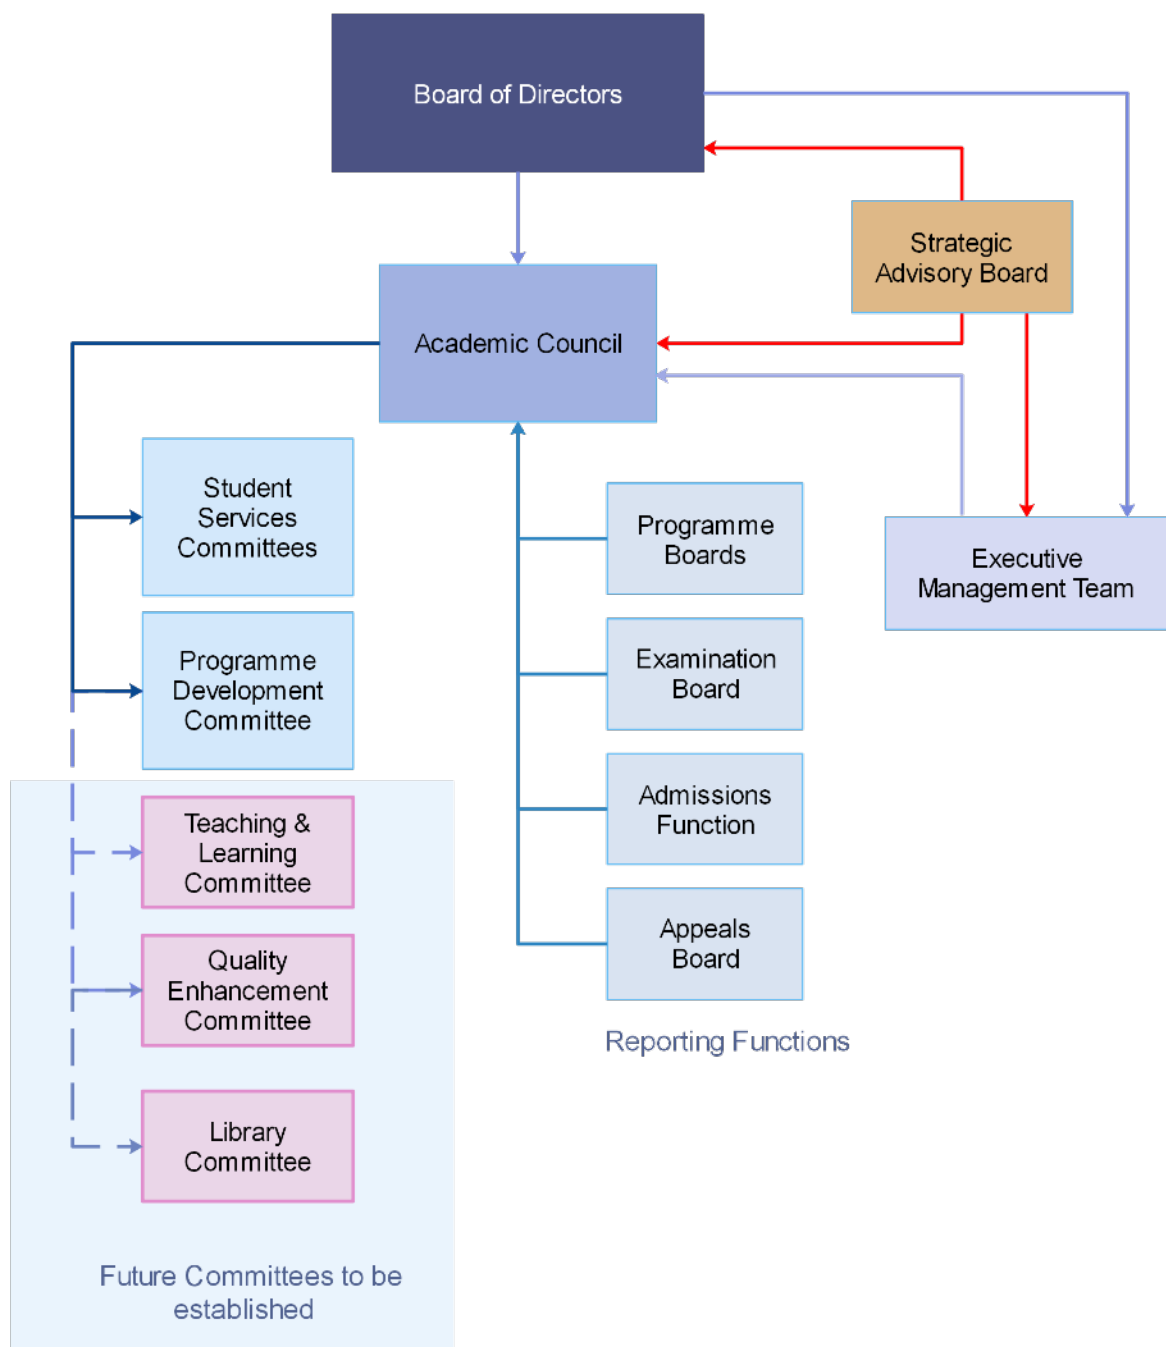 Board of Directors
Strategic
Advisory Board
Academic Council
Student
Services
Committees
Programme
Boards
Executive
Management Team
Programme
Development
Committee
Examination
Board
Teaching &
Learning
Committee
Admissions
Function
Quality
Enhancement
Committee
Appeals
Board
Reporting Functions
Library
Committee
Future Committees to be
established